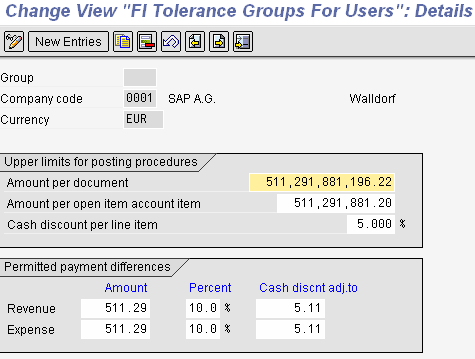 Change View "FI Tolerance Groups For Users": Details
New Entries
Group
Company code 0001 SAP A.G. Walldorf
Currency EUR
Upper limits for posting procedures
Amount per document 511,291,881,196.22
Amount per open item account item 511,291,881.20
Cash discount per line item 5.000 %
Permitted payment differences
Amount Percent Cash discnt adj.to
Revenue 511.29 10.0 % 5.11
Expense 511.29 10.0 % 5.11